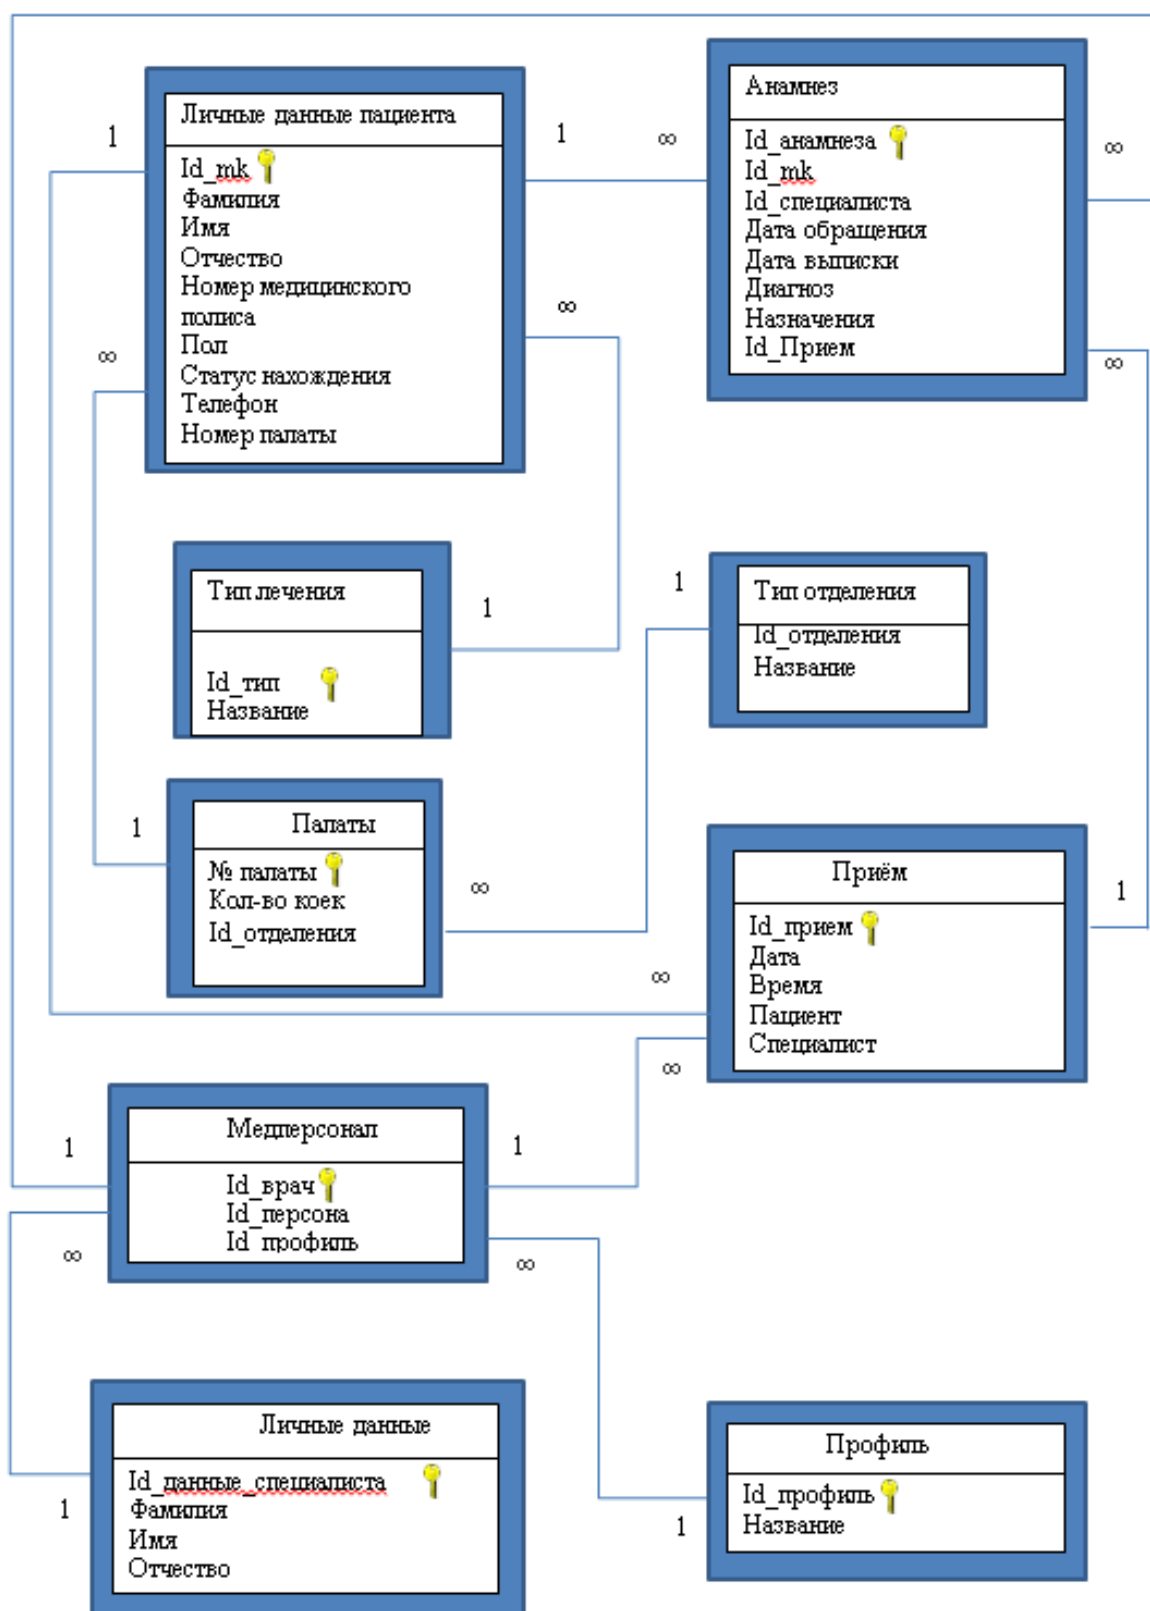 Личные данные пациента
Id_mk
Фамилия
Имя
Отчество
Номер медицинского
полиса
Пол
Статус нахождения
Телефон
Номер палаты
1
∞
1
∞
Анамнез
Id_анамнеза
Id_mk
Id_специалиста
Дата обращения
Дата выписки
Диагноз
Назначения
Id_Прием
∞
∞
∞
Тип лечения
Id_тип
Название
1
Тип отделения
Id_отделения
Название
1
Палаты
№ палаты
Кол-во коек
Id_отделения
1
∞
Приём
Id_прием
Дата
Время
Пациент
Специалист
1
∞
∞
Медперсонал
Id_врач
Id_персона
Id_профиль
1
1
∞
∞
Личные данные
Id_данные_специалиста
Фамилия
Имя
Отчество
1
Профиль
Id_профиль
Название
1